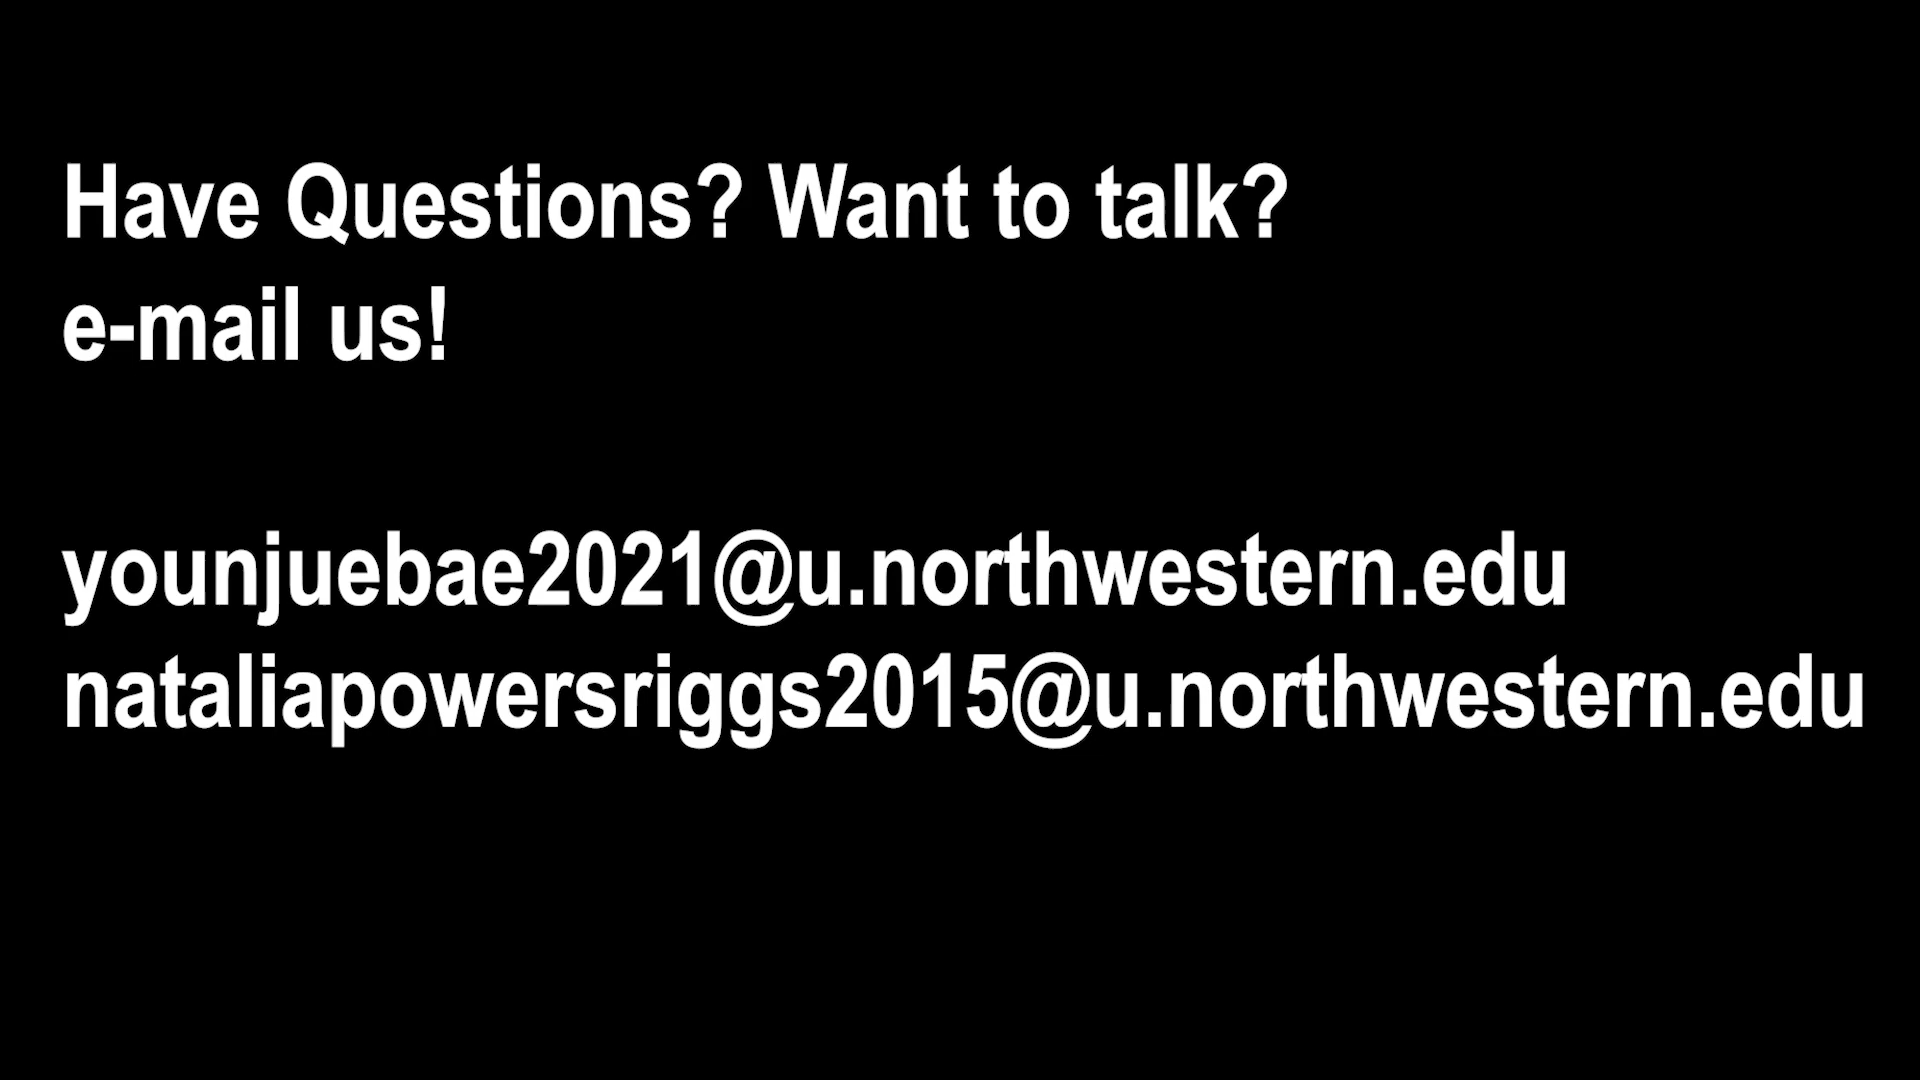 Have Questions? Want to talk?
e-mail us!
younjuebae2021@u.northwestern.edu
nataliapowersriggs2015@u.northwestern.edu